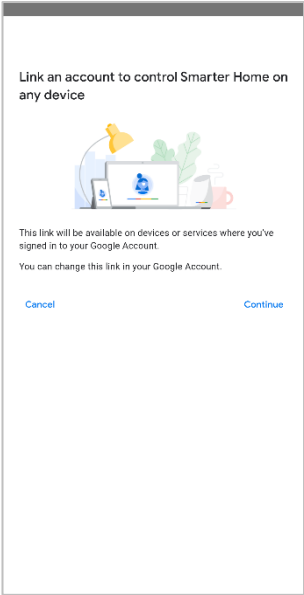 Link an account to control Smarter Home on
any device
This link will be available on devices or services where you've
signed in to your Google Account.
You can change this link in your Google Account.
Cancel
Continue